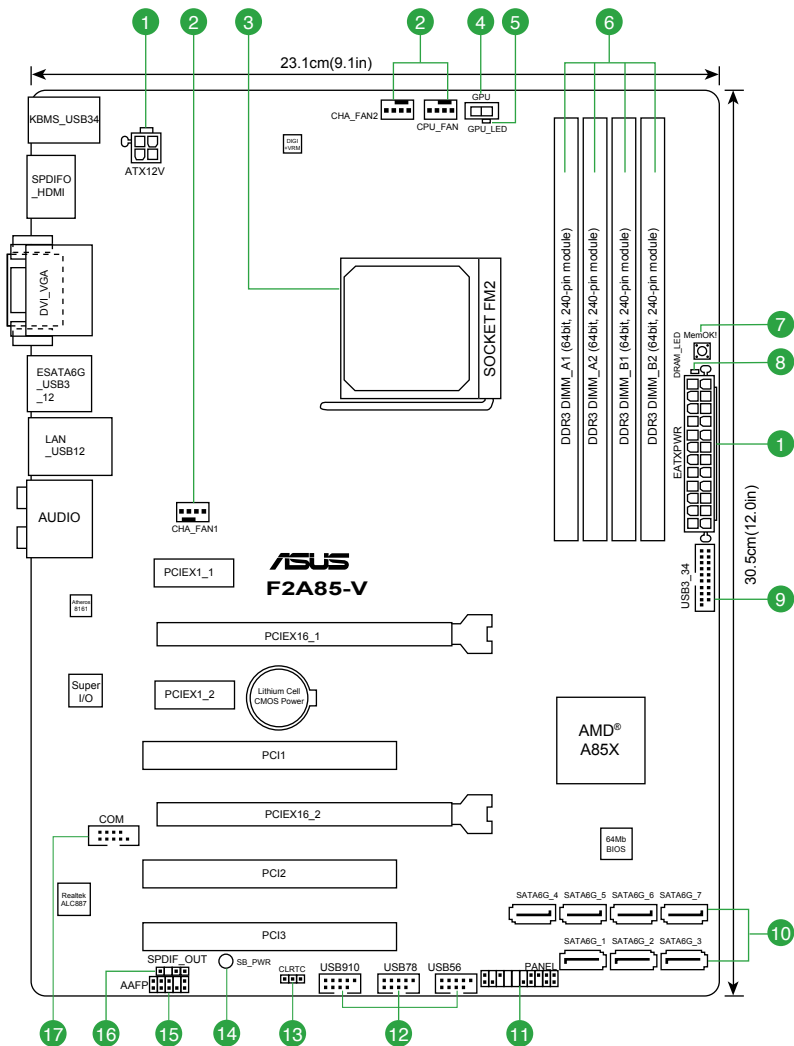 1
2
3
2
4
5
6
23.1cm(9.1in)
KBMS_USB34
ATX12V
DIGI
+VRM
CHA_FAN2
CPU_FAN
GPU
GPU_LED
SPDIFO
_HDMI
DVI_VGA
SOCKET FM2
DDR3 DIMM_A1 (64bit, 240-pin module)
DDR3 DIMM_A2 (64bit, 240-pin module)
DDR3 DIMM_B1 (64bit, 240-pin module)
DDR3 DIMM_B2 (64bit, 240-pin module)
DRAM_LED
MemOK!
7
8
EATXPWR
1
30.5cm(12.0in)
ESATA6G
_USB3
_12
LAN
_USB12
AUDIO
2
CHA_FAN1
USB3_34
9
PCIEX1_1
ASUS
F2A85-V
Atheros
8161
PCIEX16_1
Super
I/O
PCIEX1_2
Lithium Cell
CMOS Power
AMD®
A85X
PCI1
PCIEX16_2
COM
17
64Mb
BIOS
PCI2
Realtek
ALC887
PCI3
SATA6G_4
SATA6G_5
SATA6G_6
SATA6G_7
SATA6G_1
SATA6G_2
SATA6G_3
10
SPDIF_OUT
AAFP
SB_PWR
CLRTC
USB910
USB78
USB56
PANEL
16
15
14
13
12
11